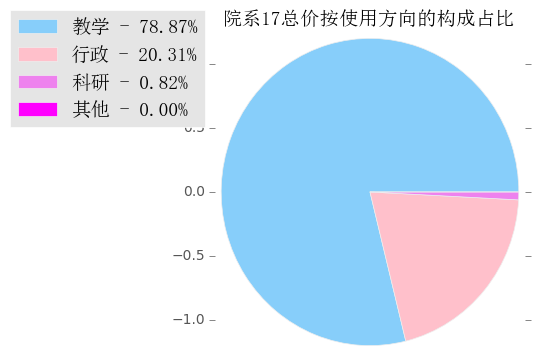 院系17总价按使用方向的构成占比
教学 - 78.87%
行政 - 20.31%
科研 - 0.82%
其他 - 0.00%
0.0
−0.5
−1.0